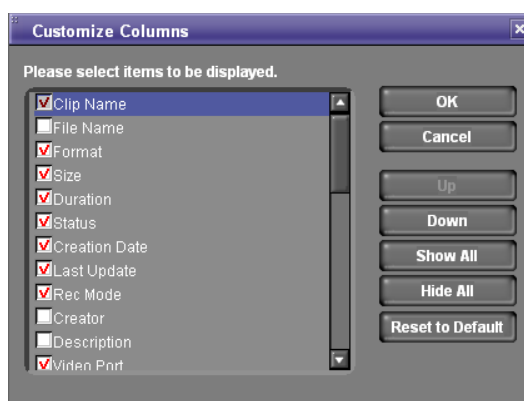 Customize Columns
Please select items to be displayed.
Clip Name
File Name
Format
Size
Duration
Status
Creation Date
Last Update
Rec Mode
Creator
Description
Video Port
OK
Cancel
Up
Down
Show All
Hide All
Reset to Default